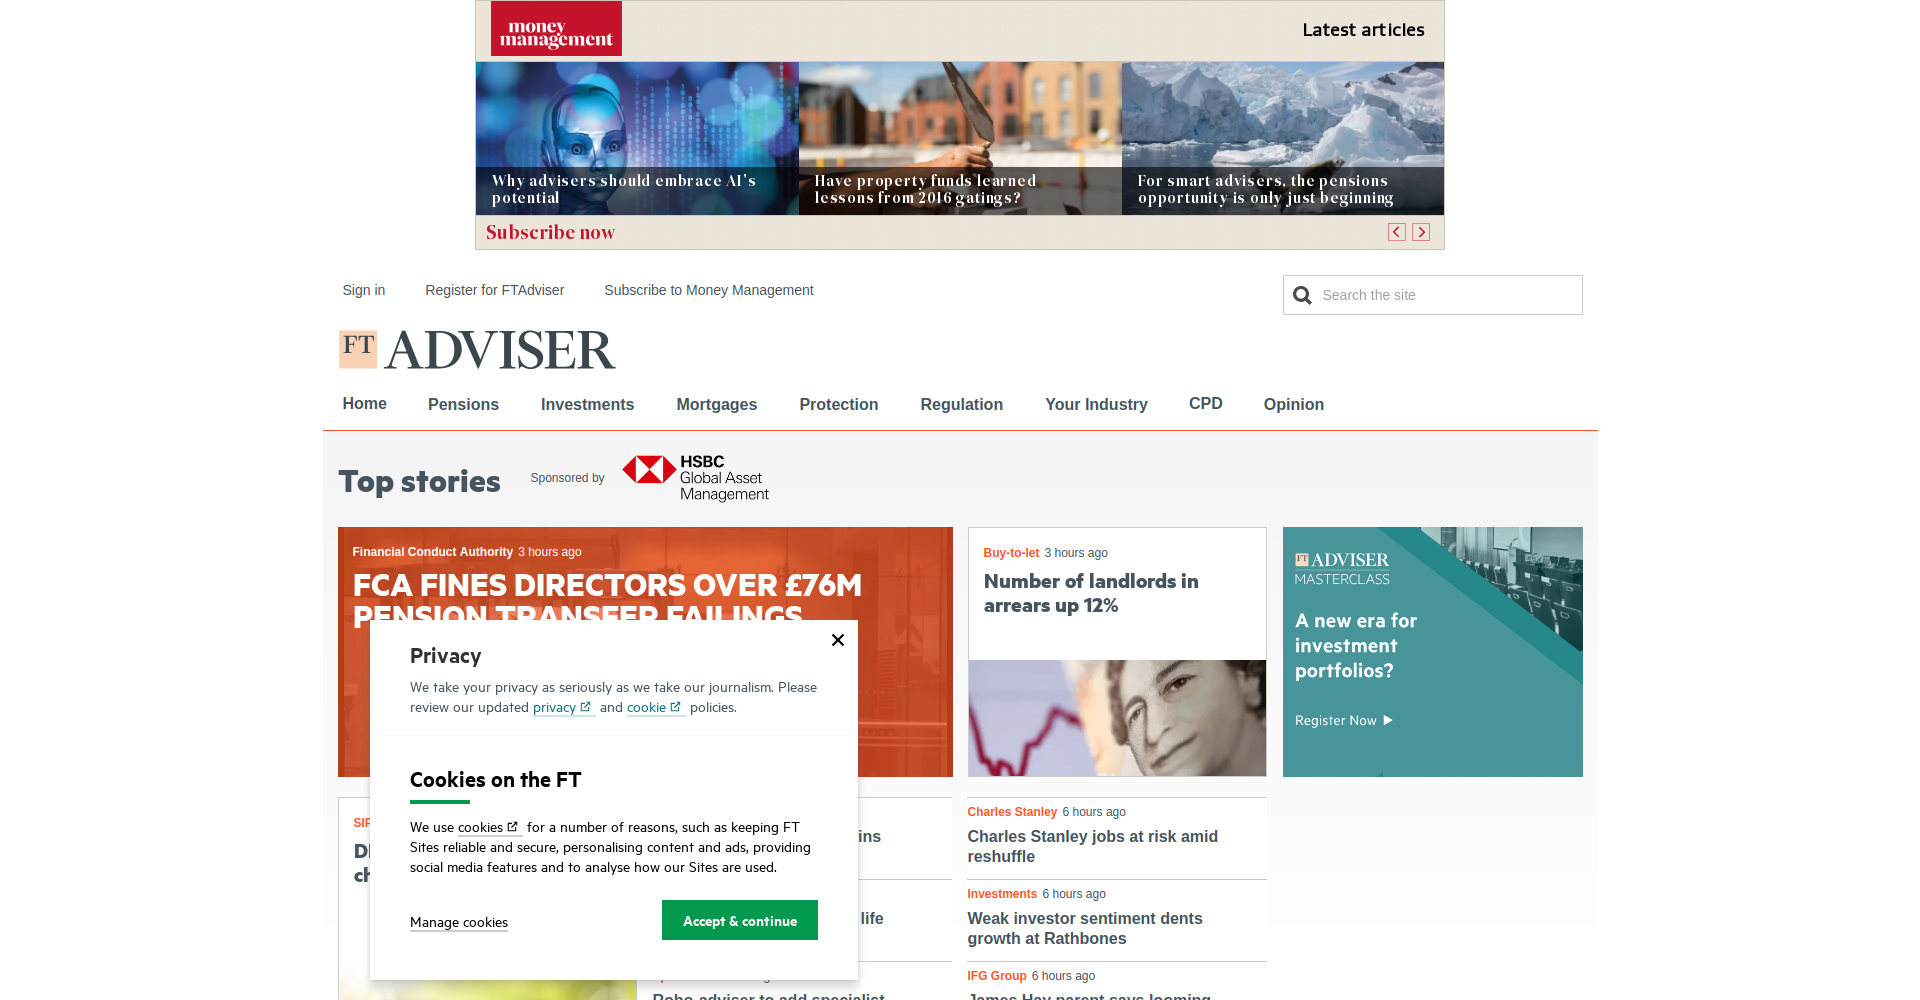 money
management
Latest articles
Why advisers should embrace AI's
potential
Have property funds learned
lessons from 2016 gatings?
For smart advisers, the pensions
opportunity is only just beginning
Subscribe now
Sign in
Register for FTAdviser
Subscribe to Money Management
Search the site
FT ADVISER
Home
Pensions
Investments
Mortgages
Protection
Regulation
Your Industry
CPD
Opinion
Top stories
Sponsored by
HSBC
Global Asset
Management
Financial Conduct Authority 3 hours ago
FCA FINES DIRECTORS OVER £76M
PENSION TRANSFER FAILINGS
Buy-to-let 3 hours ago
Number of landlords in
arrears up 12%
FT ADVISER
MASTERCLASS
A new era for
investment
portfolios?
Register Now
Privacy
We take your privacy as seriously as we take our journalism. Please
review our updated privacy and cookie policies.
Cookies on the FT
We use cookies for a number of reasons, such as keeping FT
Sites reliable and secure, personalising content and ads, providing
social media features and to analyse how our Sites are used.
Manage cookies
Accept & continue
life
Robo-adviser to add specialist
Charles Stanley 6 hours ago
Charles Stanley jobs at risk amid
reshuffle
Investments 6 hours ago
Weak investor sentiment dents
growth at Rathbones
IFG Group 6 hours ago
James Hay parent says looming